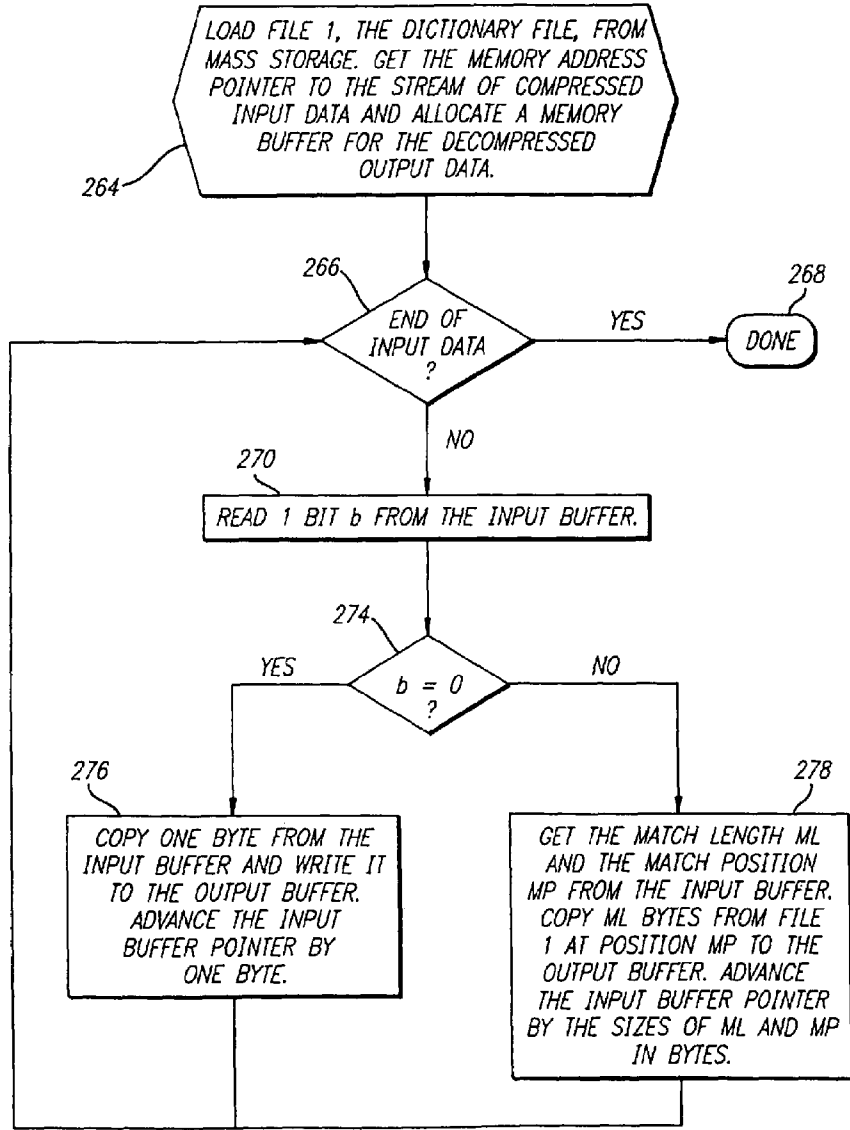 LOAD FILE 1, THE DICTIONARY FILE, FROM
MASS STORAGE. GET THE MEMORY ADDRESS
POINTER TO THE STREAM OF COMPRESSED
INPUT DATA AND ALLOCATE A MEMORY
BUFFER FOR THE DECOMPRESSED
OUTPUT DATA.
264
266
END OF
INPUT DATA
?
YES
268
DONE
NO
270
READ 1 BIT b FROM THE INPUT BUFFER.
274
YES
b = 0
?
NO
276
COPY ONE BYTE FROM THE
INPUT BUFFER AND WRITE IT
TO THE OUTPUT BUFFER.
ADVANCE THE INPUT
BUFFER POINTER BY
ONE BYTE.
278
GET THE MATCH LENGTH ML
AND THE MATCH POSITION
MP FROM THE INPUT BUFFER.
COPY ML BYTES FROM FILE
1 AT POSITION MP TO THE
OUTPUT BUFFER. ADVANCE
THE INPUT BUFFER POINTER
BY THE SIZES OF ML AND MP
IN BYTES.